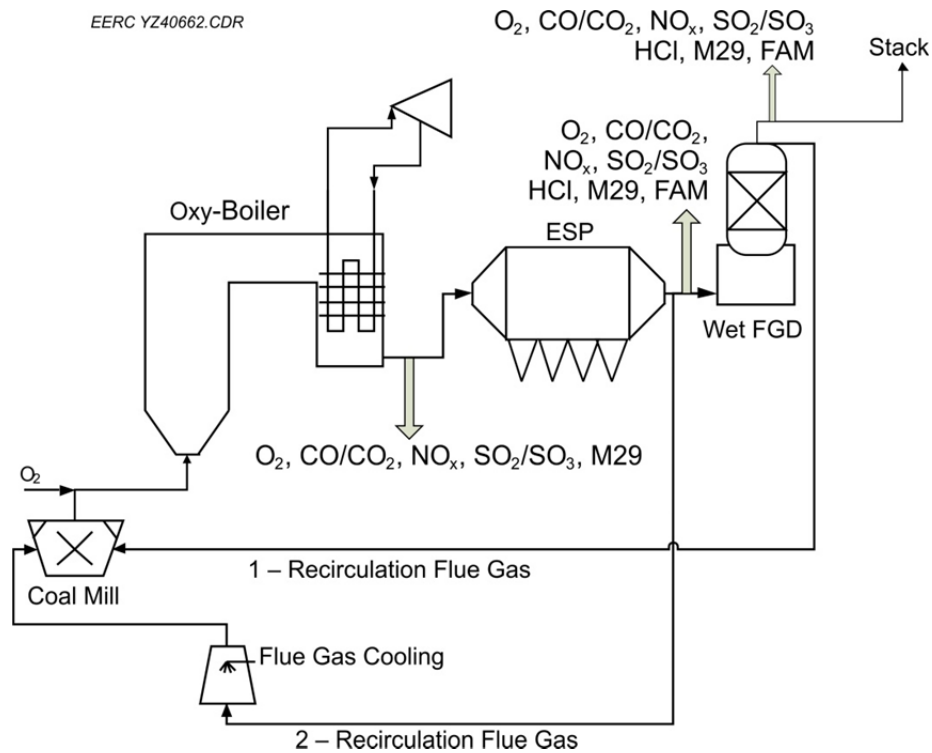 EERC YZ40662.CDR
O₂, CO/CO₂, NOₓ, SO₂/SO₃
HCl, M29, FAM
Stack
O₂, CO/CO₂,
NOₓ, SO₂/SO₃
HCl, M29, FAM
Oxy-Boiler
ESP
Wet FGD
O₂, CO/CO₂, NOₓ, SO₂/SO₃, M29
O₂
1 – Recirculation Flue Gas
Coal Mill
Flue Gas Cooling
2 – Recirculation Flue Gas